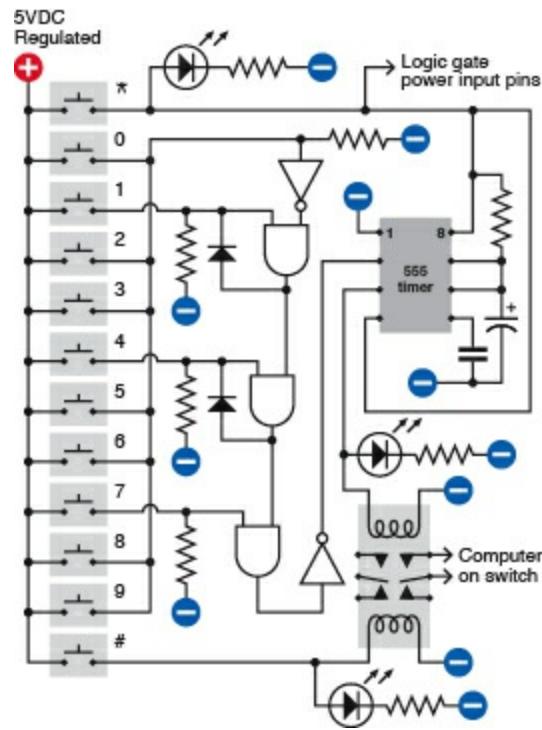 5VDC
Regulated
+
*
0
1
2
3
4
5
6
7
8
9
#
Logic gate
power input pins
1
8
555
timer
+
Computer
on switch